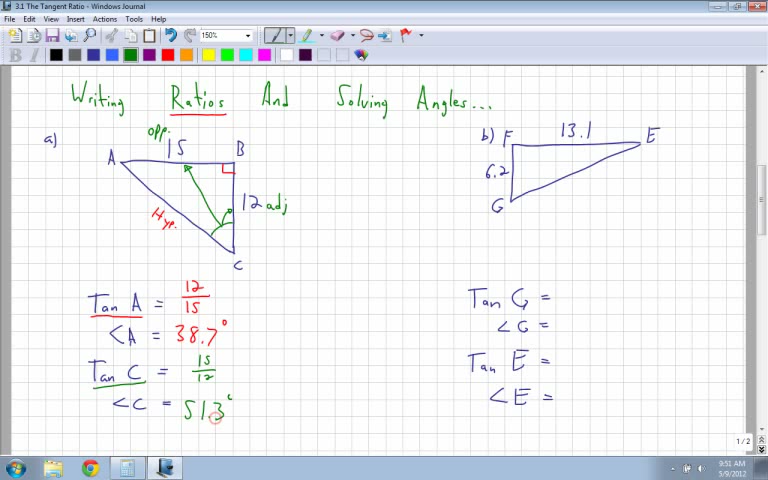 3.1 The Tangent Ratio - Windows Journal
File Edit View Insert Actions Tools Help
150%
B I
Writing Ratios And Solving Angles...
a)
opp.
15
A
B
12 adj
Hyp.
C
b)
F
13.1
E
6.2
G
Tan A = 12/15
<A = 38.7°
Tan C = 15/12
<C = 51.3°
Tan G =
<G =
Tan E =
<E =
1 / 2
9:51 AM
5/9/2012